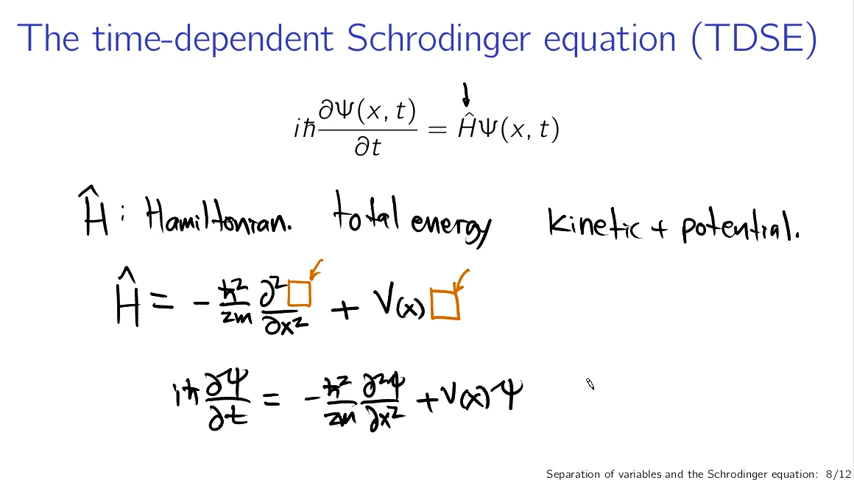 The time-dependent Schrodinger equation (TDSE)
iħ ∂Ψ(x, t)/∂t = ĤΨ(x, t)
Ĥ : Hamiltonian. total energy kinetic + potential.
Ĥ = - ħ²/2m ∂²□/∂x² + V(x) □
iħ ∂Ψ/∂t = - ħ²/2m ∂²Ψ/∂x² + V(x) Ψ
Separation of variables and the Schrodinger equation: 8/12